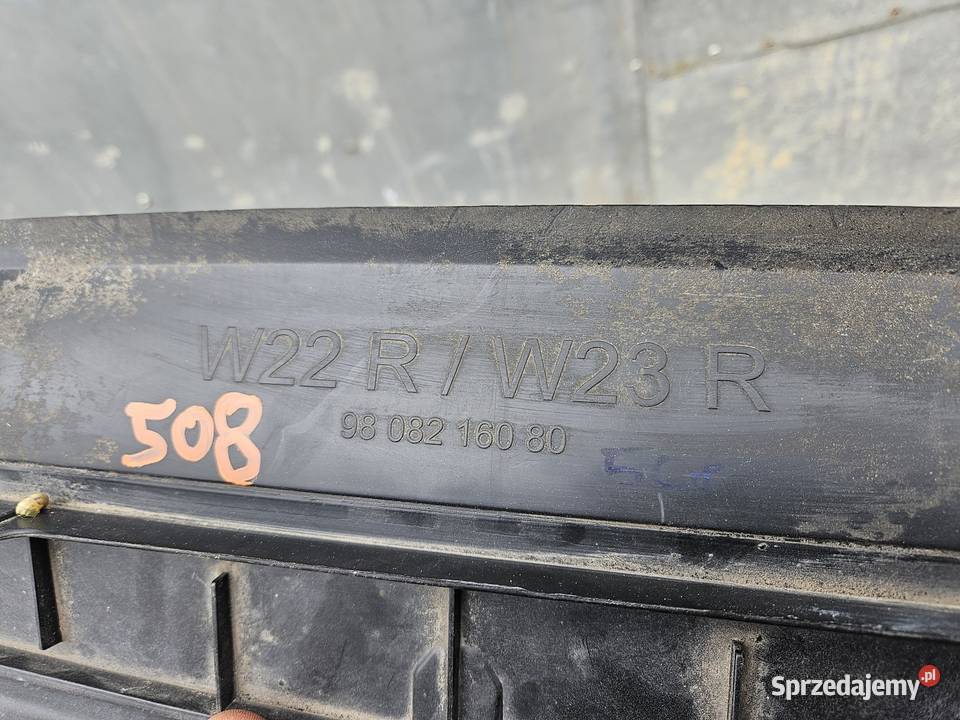 W22 R / W23 R
98 082 160 80
508
Sprzedajemy.pl